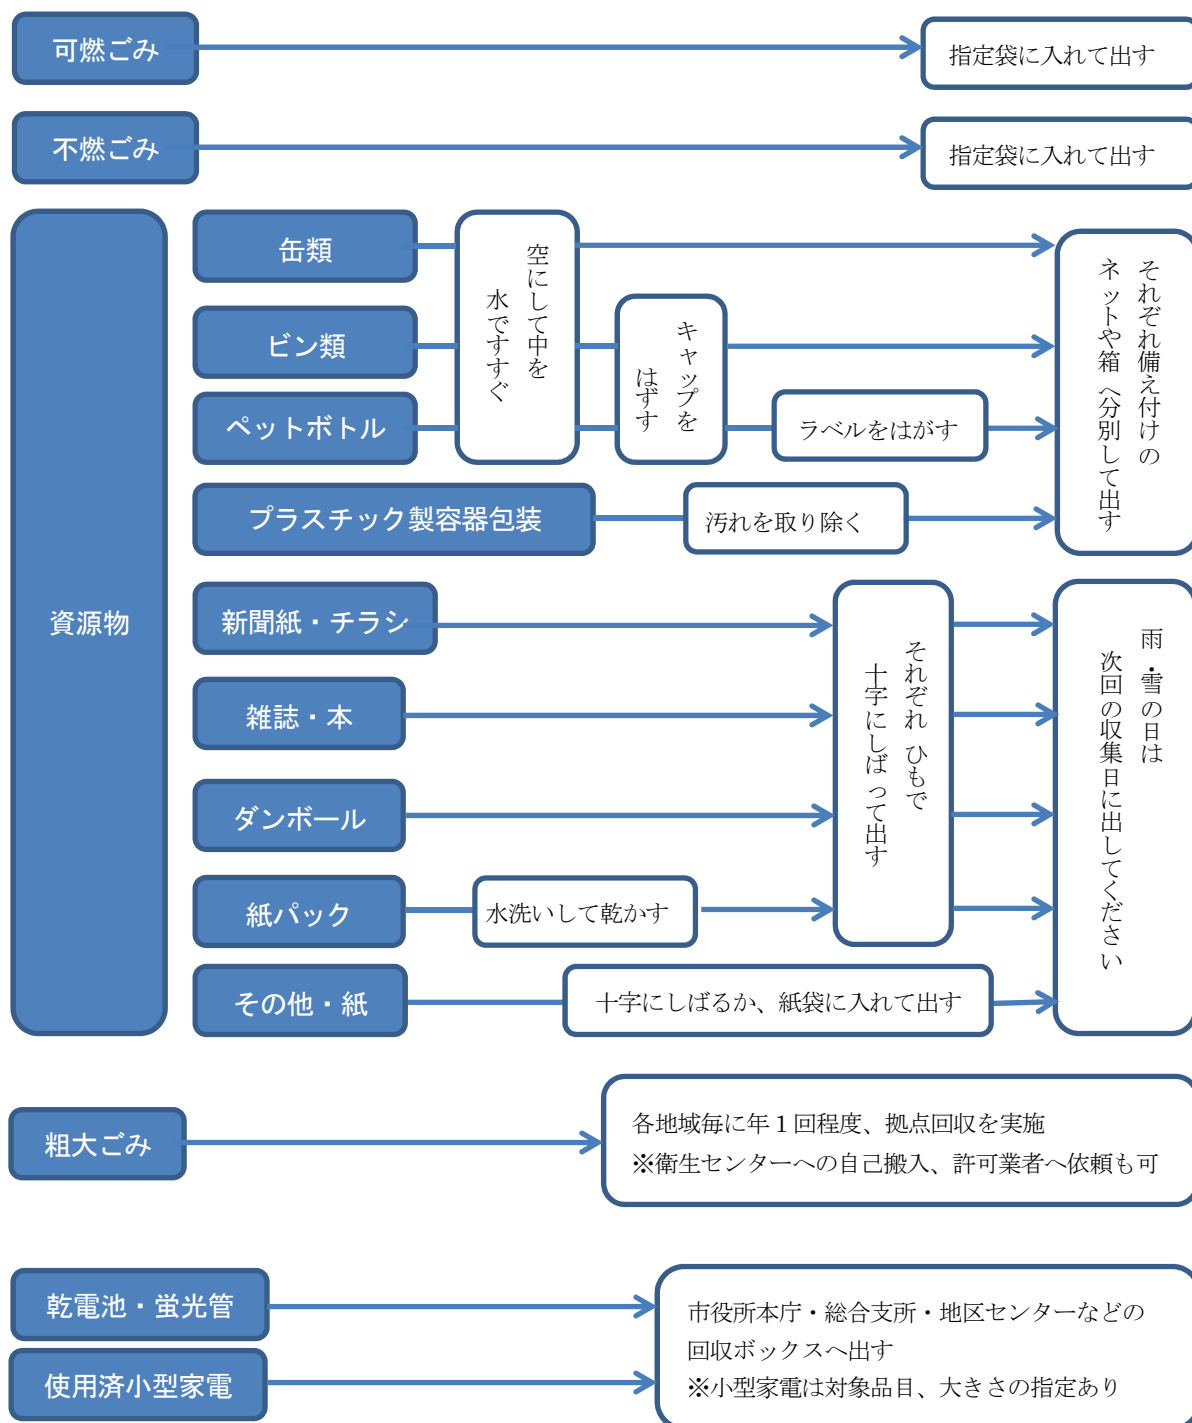 可燃ごみ
指定袋に入れて出す
不燃ごみ
指定袋に入れて出す
資源物
缶類
ビン類
ペットボトル
空にして中を
水ですすぐ
キャップを
はずす
ラベルをはがす
プラスチック製容器包装
汚れを取り除く
それぞれ備え付けの
ネットや箱へ分別して出す
新聞紙・チラシ
雑誌・本
ダンボール
紙パック
水洗いして乾かす
それぞれひもで
十字にしばって出す
その他・紙
十字にしばるか、紙袋に入れて出す
雨・雪の日は
次回の収集日に出してください
粗大ごみ
各地域毎に年1回程度、拠点回収を実施
※衛生センターへの自己搬入、許可業者へ依頼も可
乾電池・蛍光管
使用済小型家電
市役所本庁・総合支所・地区センターなどの
回収ボックスへ出す
※小型家電は対象品目、大きさの指定あり